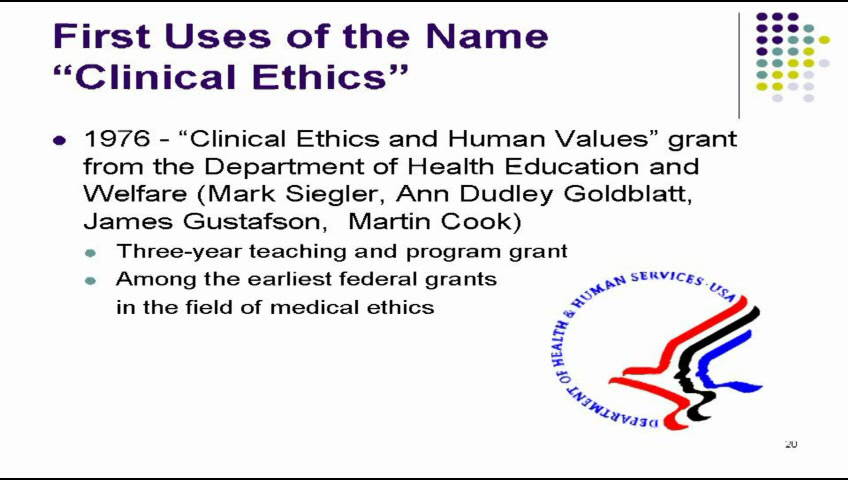 First Uses of the Name
“Clinical Ethics”
1976 - “Clinical Ethics and Human Values” grant
from the Department of Health Education and
Welfare (Mark Siegler, Ann Dudley Goldblatt,
James Gustafson, Martin Cook)
Three-year teaching and program grant
Among the earliest federal grants
in the field of medical ethics
DEPARTMENT OF HEALTH & HUMAN SERVICES·USA
20